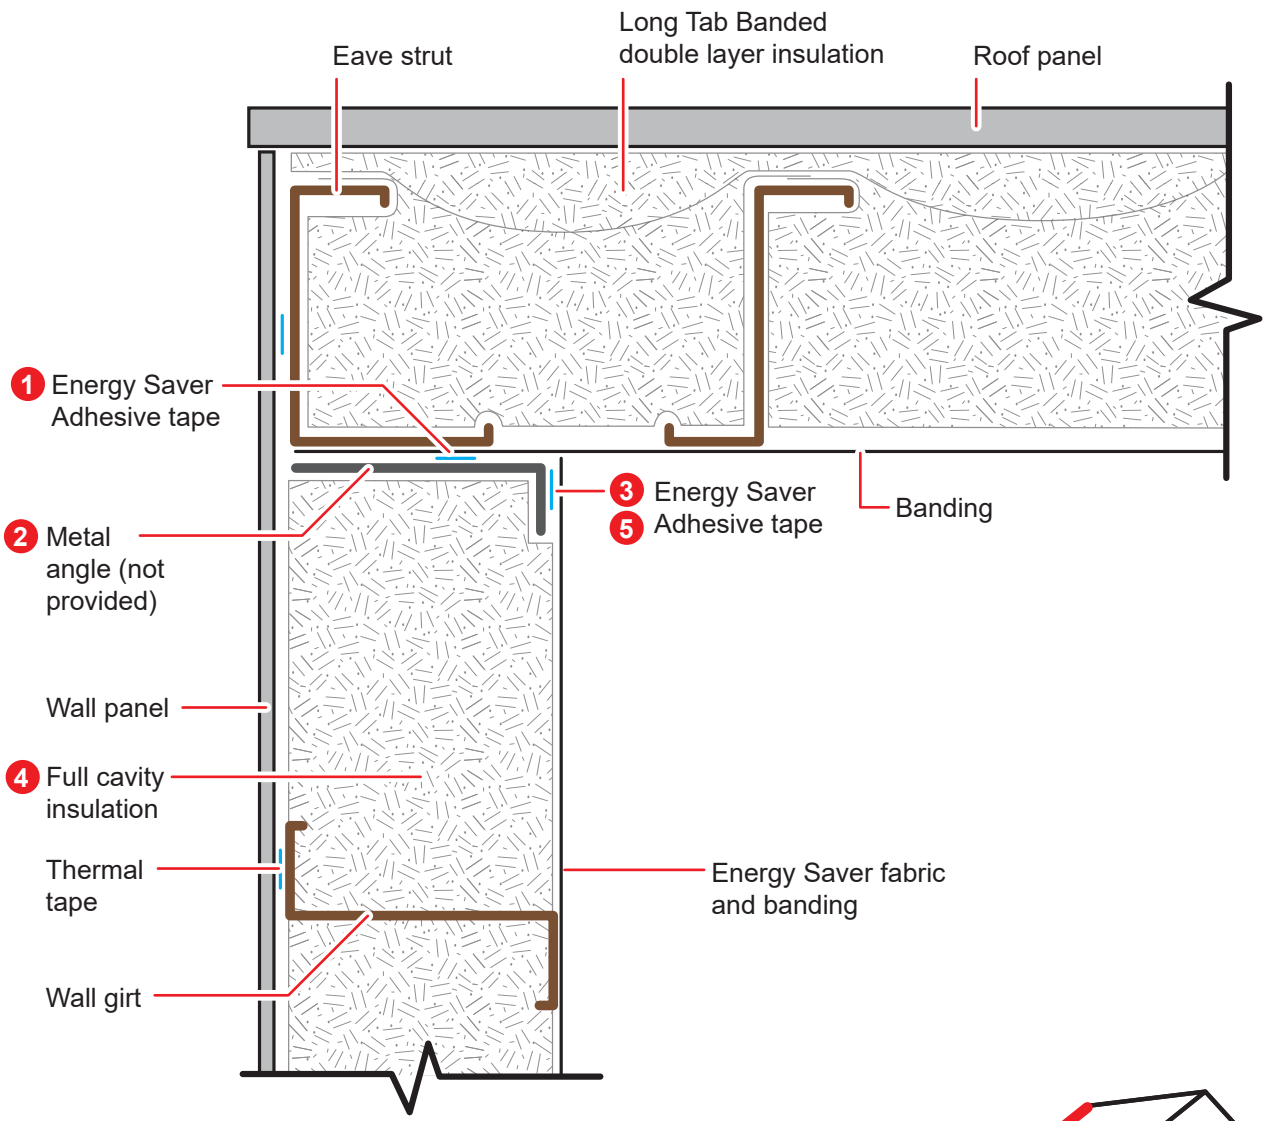 Long Tab Banded
double layer insulation
Eave strut
Roof panel
1 Energy Saver
Adhesive tape
3 Energy Saver
5 Adhesive tape
Banding
2 Metal
angle (not
provided)
Wall panel
4 Full cavity
insulation
Thermal
tape
Energy Saver fabric
and banding
Wall girt